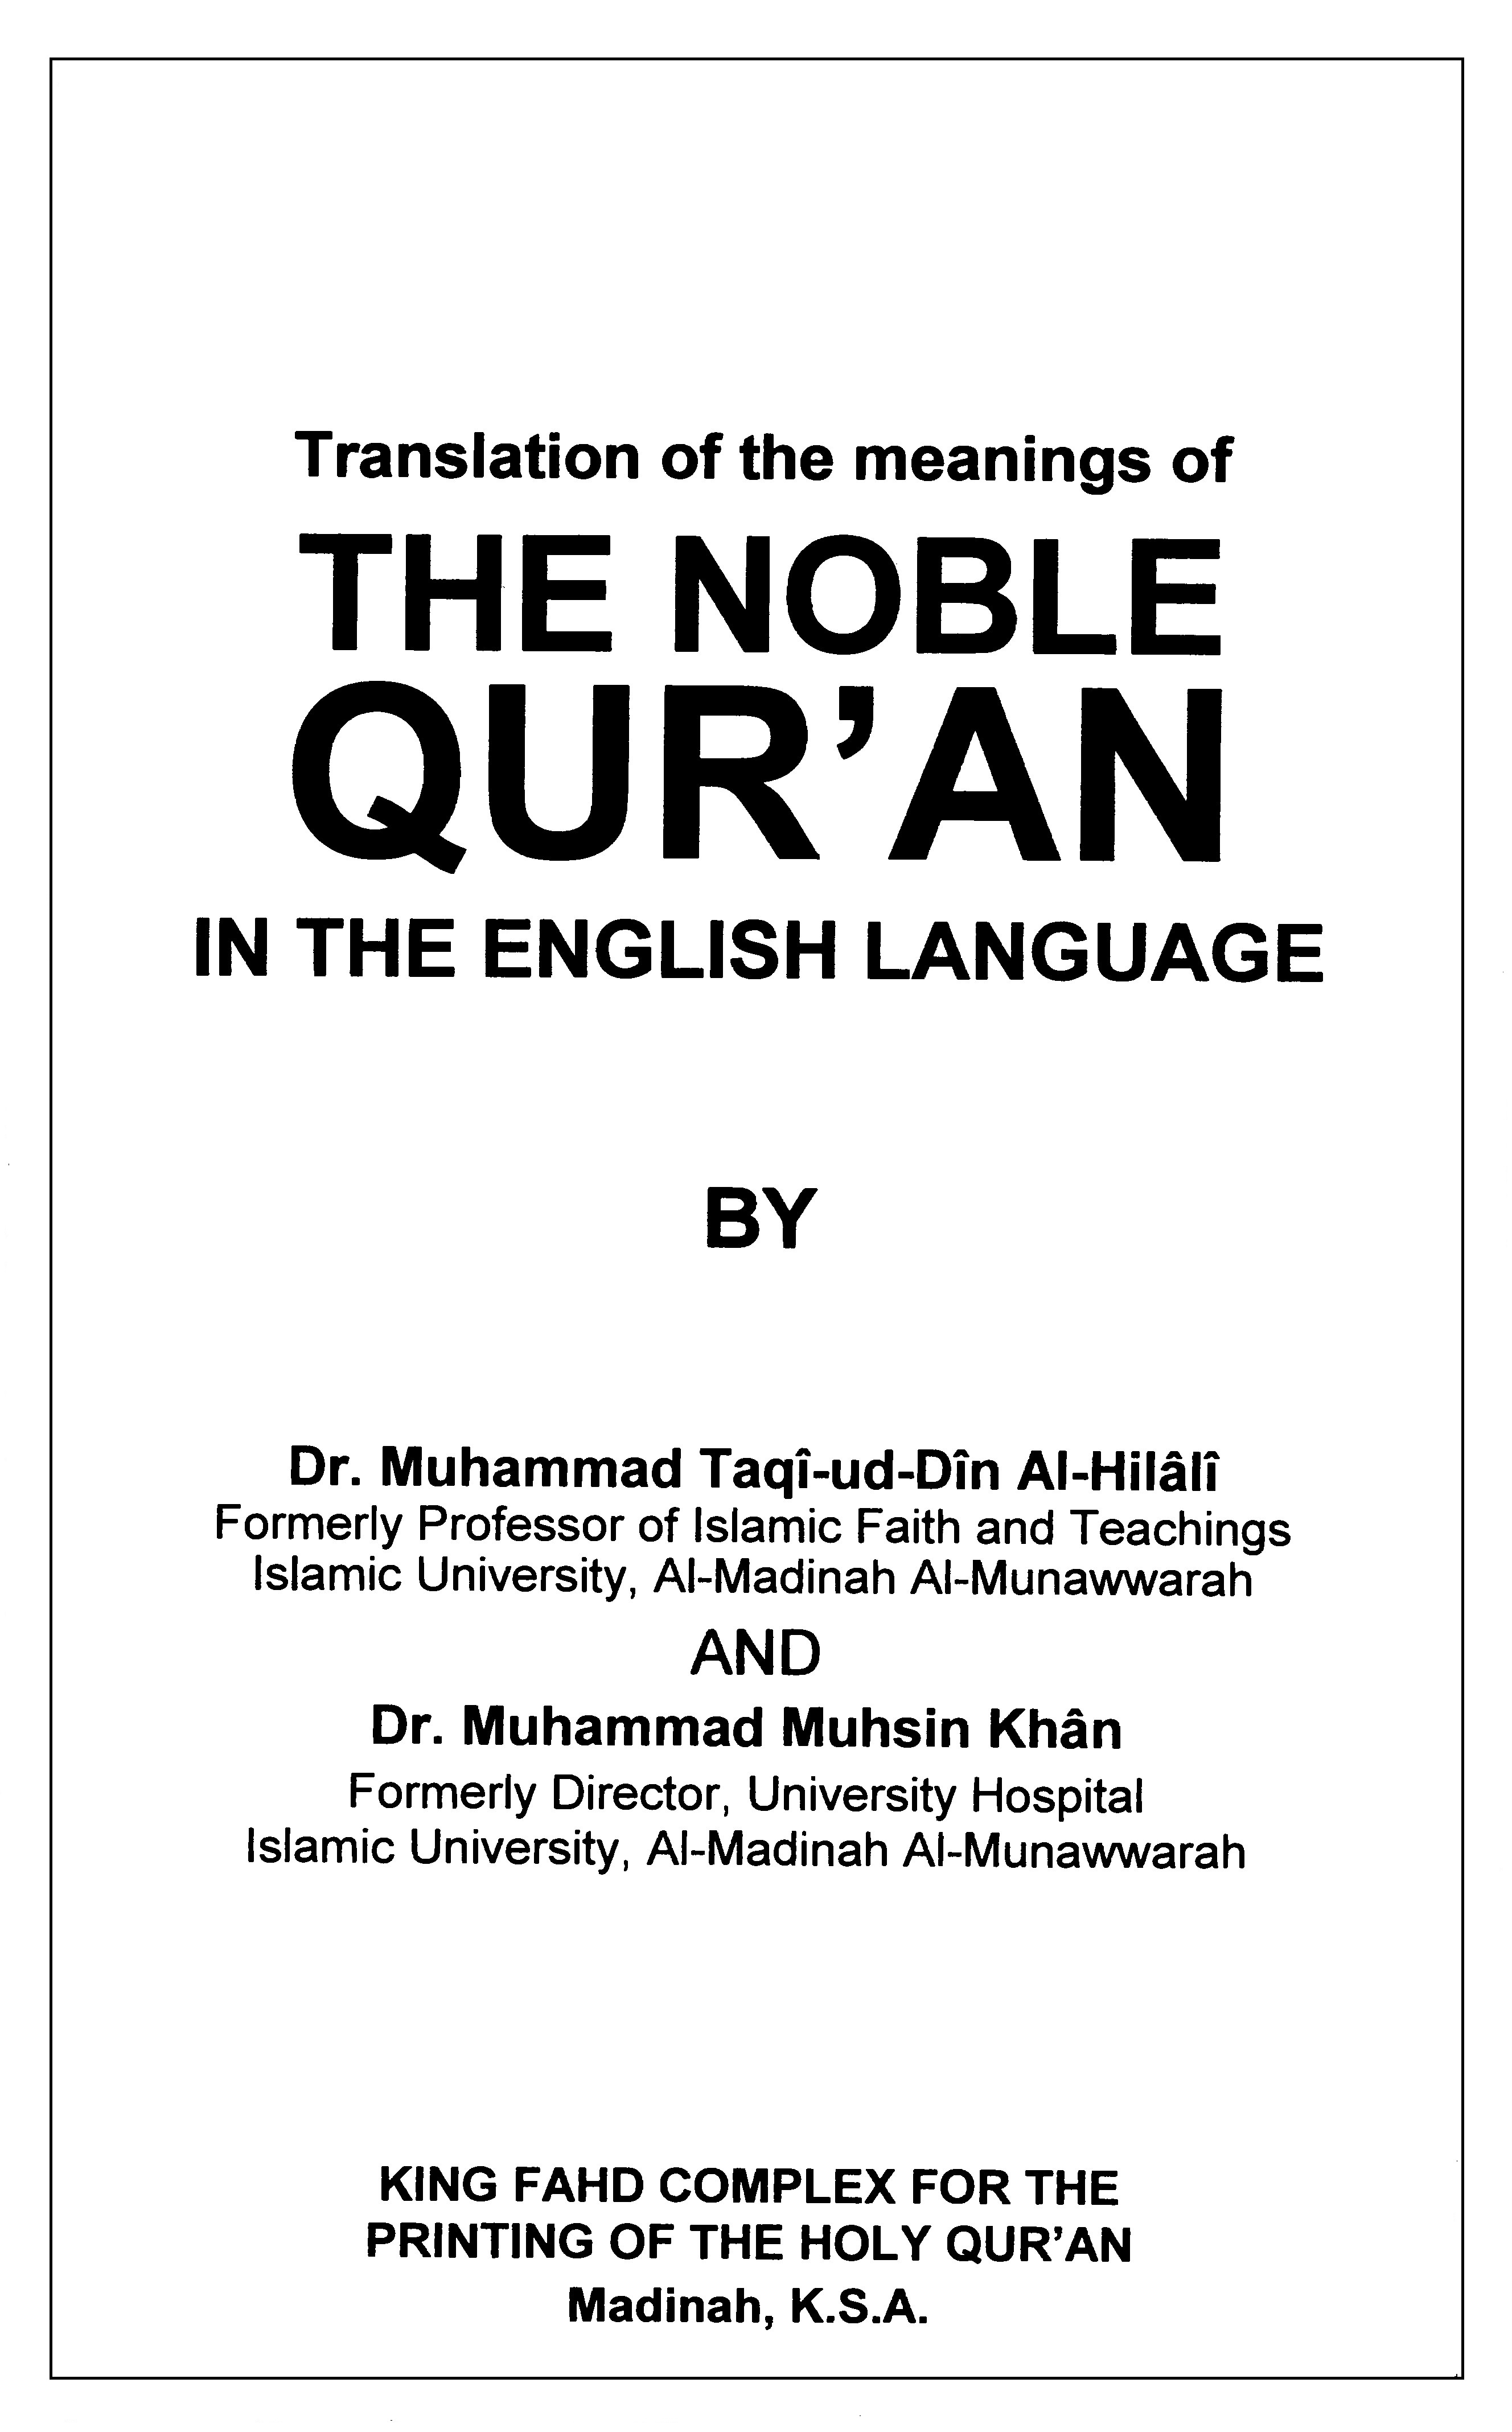 Translation of the meanings of
THE NOBLE
QUR’AN
IN THE ENGLISH LANGUAGE
BY
Dr. Muhammad Taqî-ud-Dîn Al-Hilâlî
Formerly Professor of Islamic Faith and Teachings
Islamic University, Al-Madinah Al-Munawwarah
AND
Dr. Muhammad Muhsin Khân
Formerly Director, University Hospital
Islamic University, Al-Madinah Al-Munawwarah
KING FAHD COMPLEX FOR THE
PRINTING OF THE HOLY QUR’AN
Madinah, K.S.A.